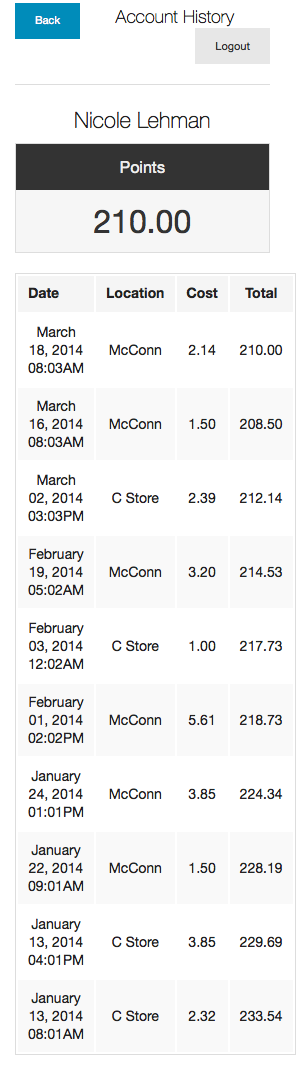 Back
Account History
Logout
Nicole Lehman
Points
210.00
Date Location Cost Total
March
18, 2014 McConn 2.14 210.00
08:03AM
March
16, 2014 McConn 1.50 208.50
08:03AM
March
02, 2014 C Store 2.39 212.14
03:03PM
February
19, 2014 McConn 3.20 214.53
05:02AM
February
03, 2014 C Store 1.00 217.73
12:02AM
February
01, 2014 McConn 5.61 218.73
02:02PM
January
24, 2014 McConn 3.85 224.34
01:01PM
January
22, 2014 McConn 1.50 228.19
09:01AM
January
13, 2014 C Store 3.85 229.69
04:01PM
January
13, 2014 C Store 2.32 233.54
08:01AM